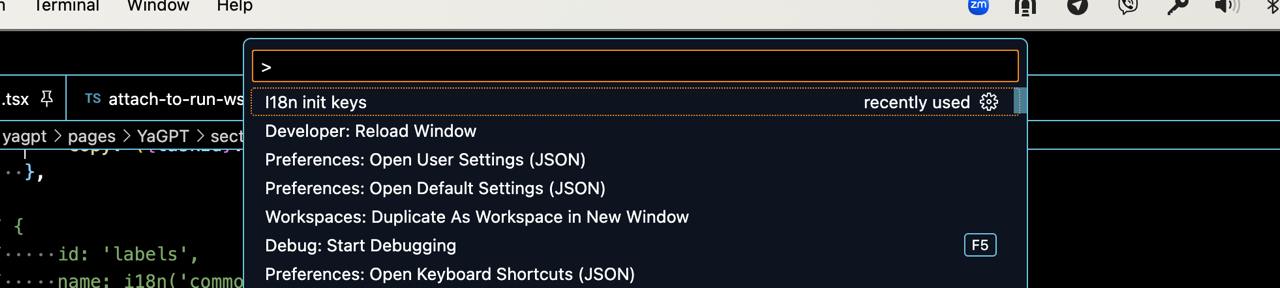 Terminal Window Help
zm
>
.tsx TS attach-to-run-ws
I18n init keys recently used
yagpt > pages > YaGPT > sect
Developer: Reload Window
Preferences: Open User Settings (JSON)
},
Preferences: Open Default Settings (JSON)
Workspaces: Duplicate As Workspace in New Window
{
Debug: Start Debugging F5
id: 'labels',
Preferences: Open Keyboard Shortcuts (JSON)
name: i18n('commo